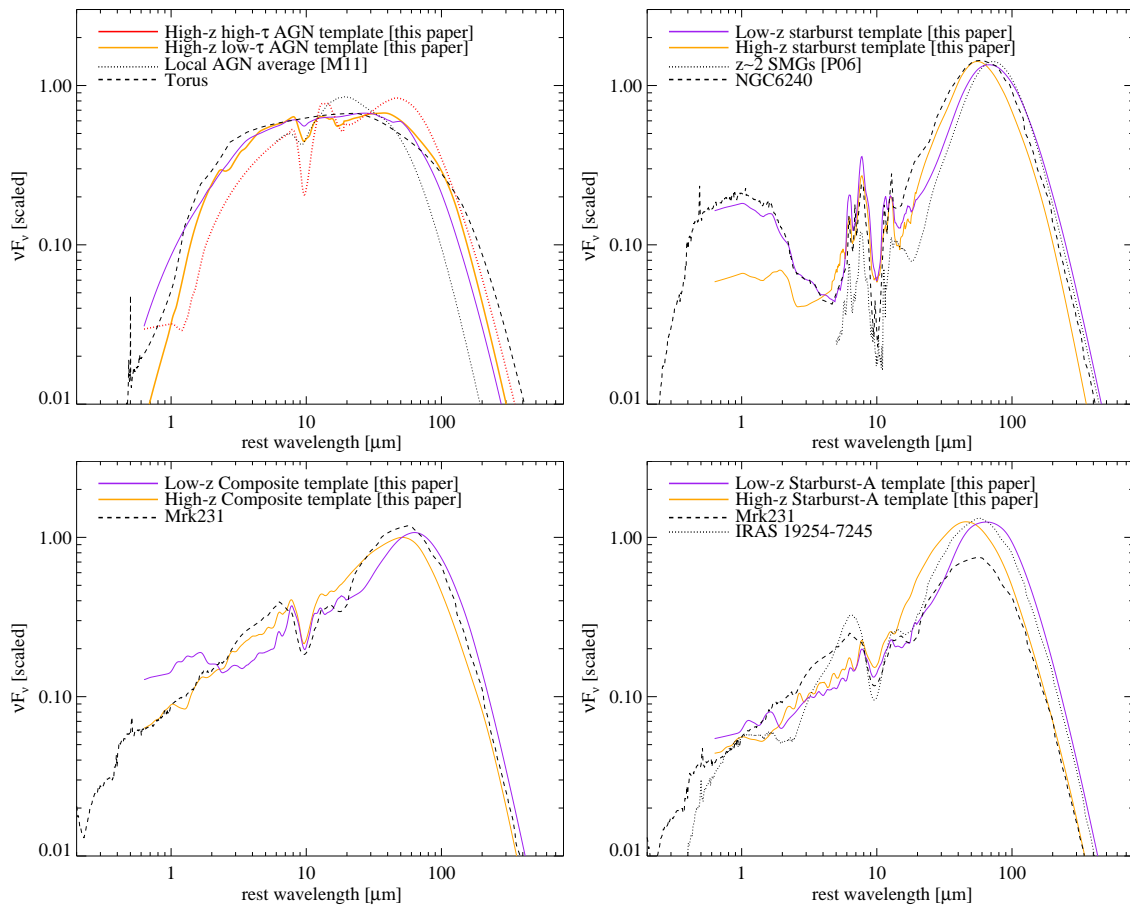 High-z high-τ AGN template [this paper]
High-z low-τ AGN template [this paper]
Local AGN average [M11]
Torus
1.00
0.10
0.01
νFν [scaled]
1
10
100
rest wavelength [μm]
Low-z starburst template [this paper]
High-z starburst template [this paper]
z~2 SMGs [P06]
NGC6240
1.00
0.10
0.01
νFν [scaled]
1
10
100
rest wavelength [μm]
Low-z Composite template [this paper]
High-z Composite template [this paper]
Mrk231
1.00
0.10
0.01
νFν [scaled]
1
10
100
rest wavelength [μm]
Low-z Starburst-A template [this paper]
High-z Starburst-A template [this paper]
Mrk231
IRAS 19254-7245
1.00
0.10
0.01
νFν [scaled]
1
10
100
rest wavelength [μm]